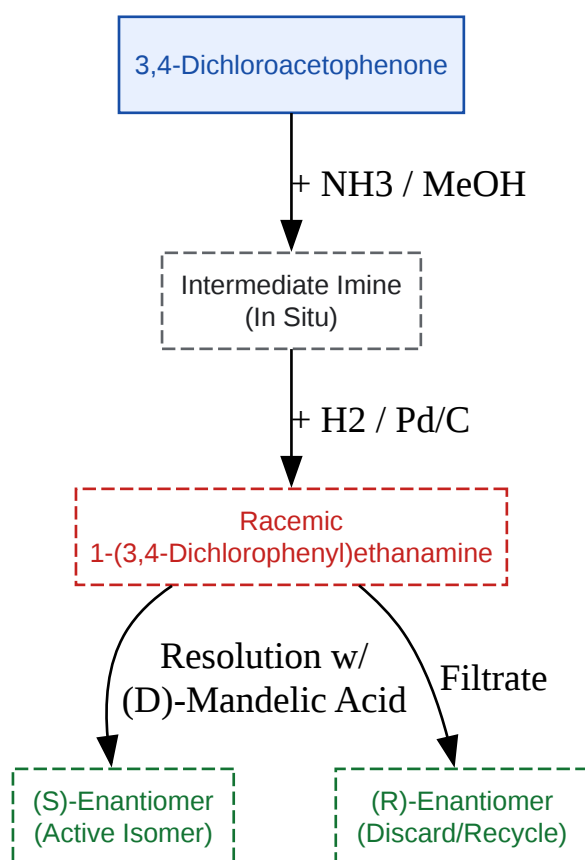 3,4-Dichloroacetophenone
+ NH3 / MeOH
Intermediate Imine
(In Situ)
+ H2 / Pd/C
Racemic
1-(3,4-Dichlorophenyl)ethanamine
Resolution w/
(D)-Mandelic Acid
Filtrate
(S)-Enantiomer
(Active Isomer)
(R)-Enantiomer
(Discard/Recycle)